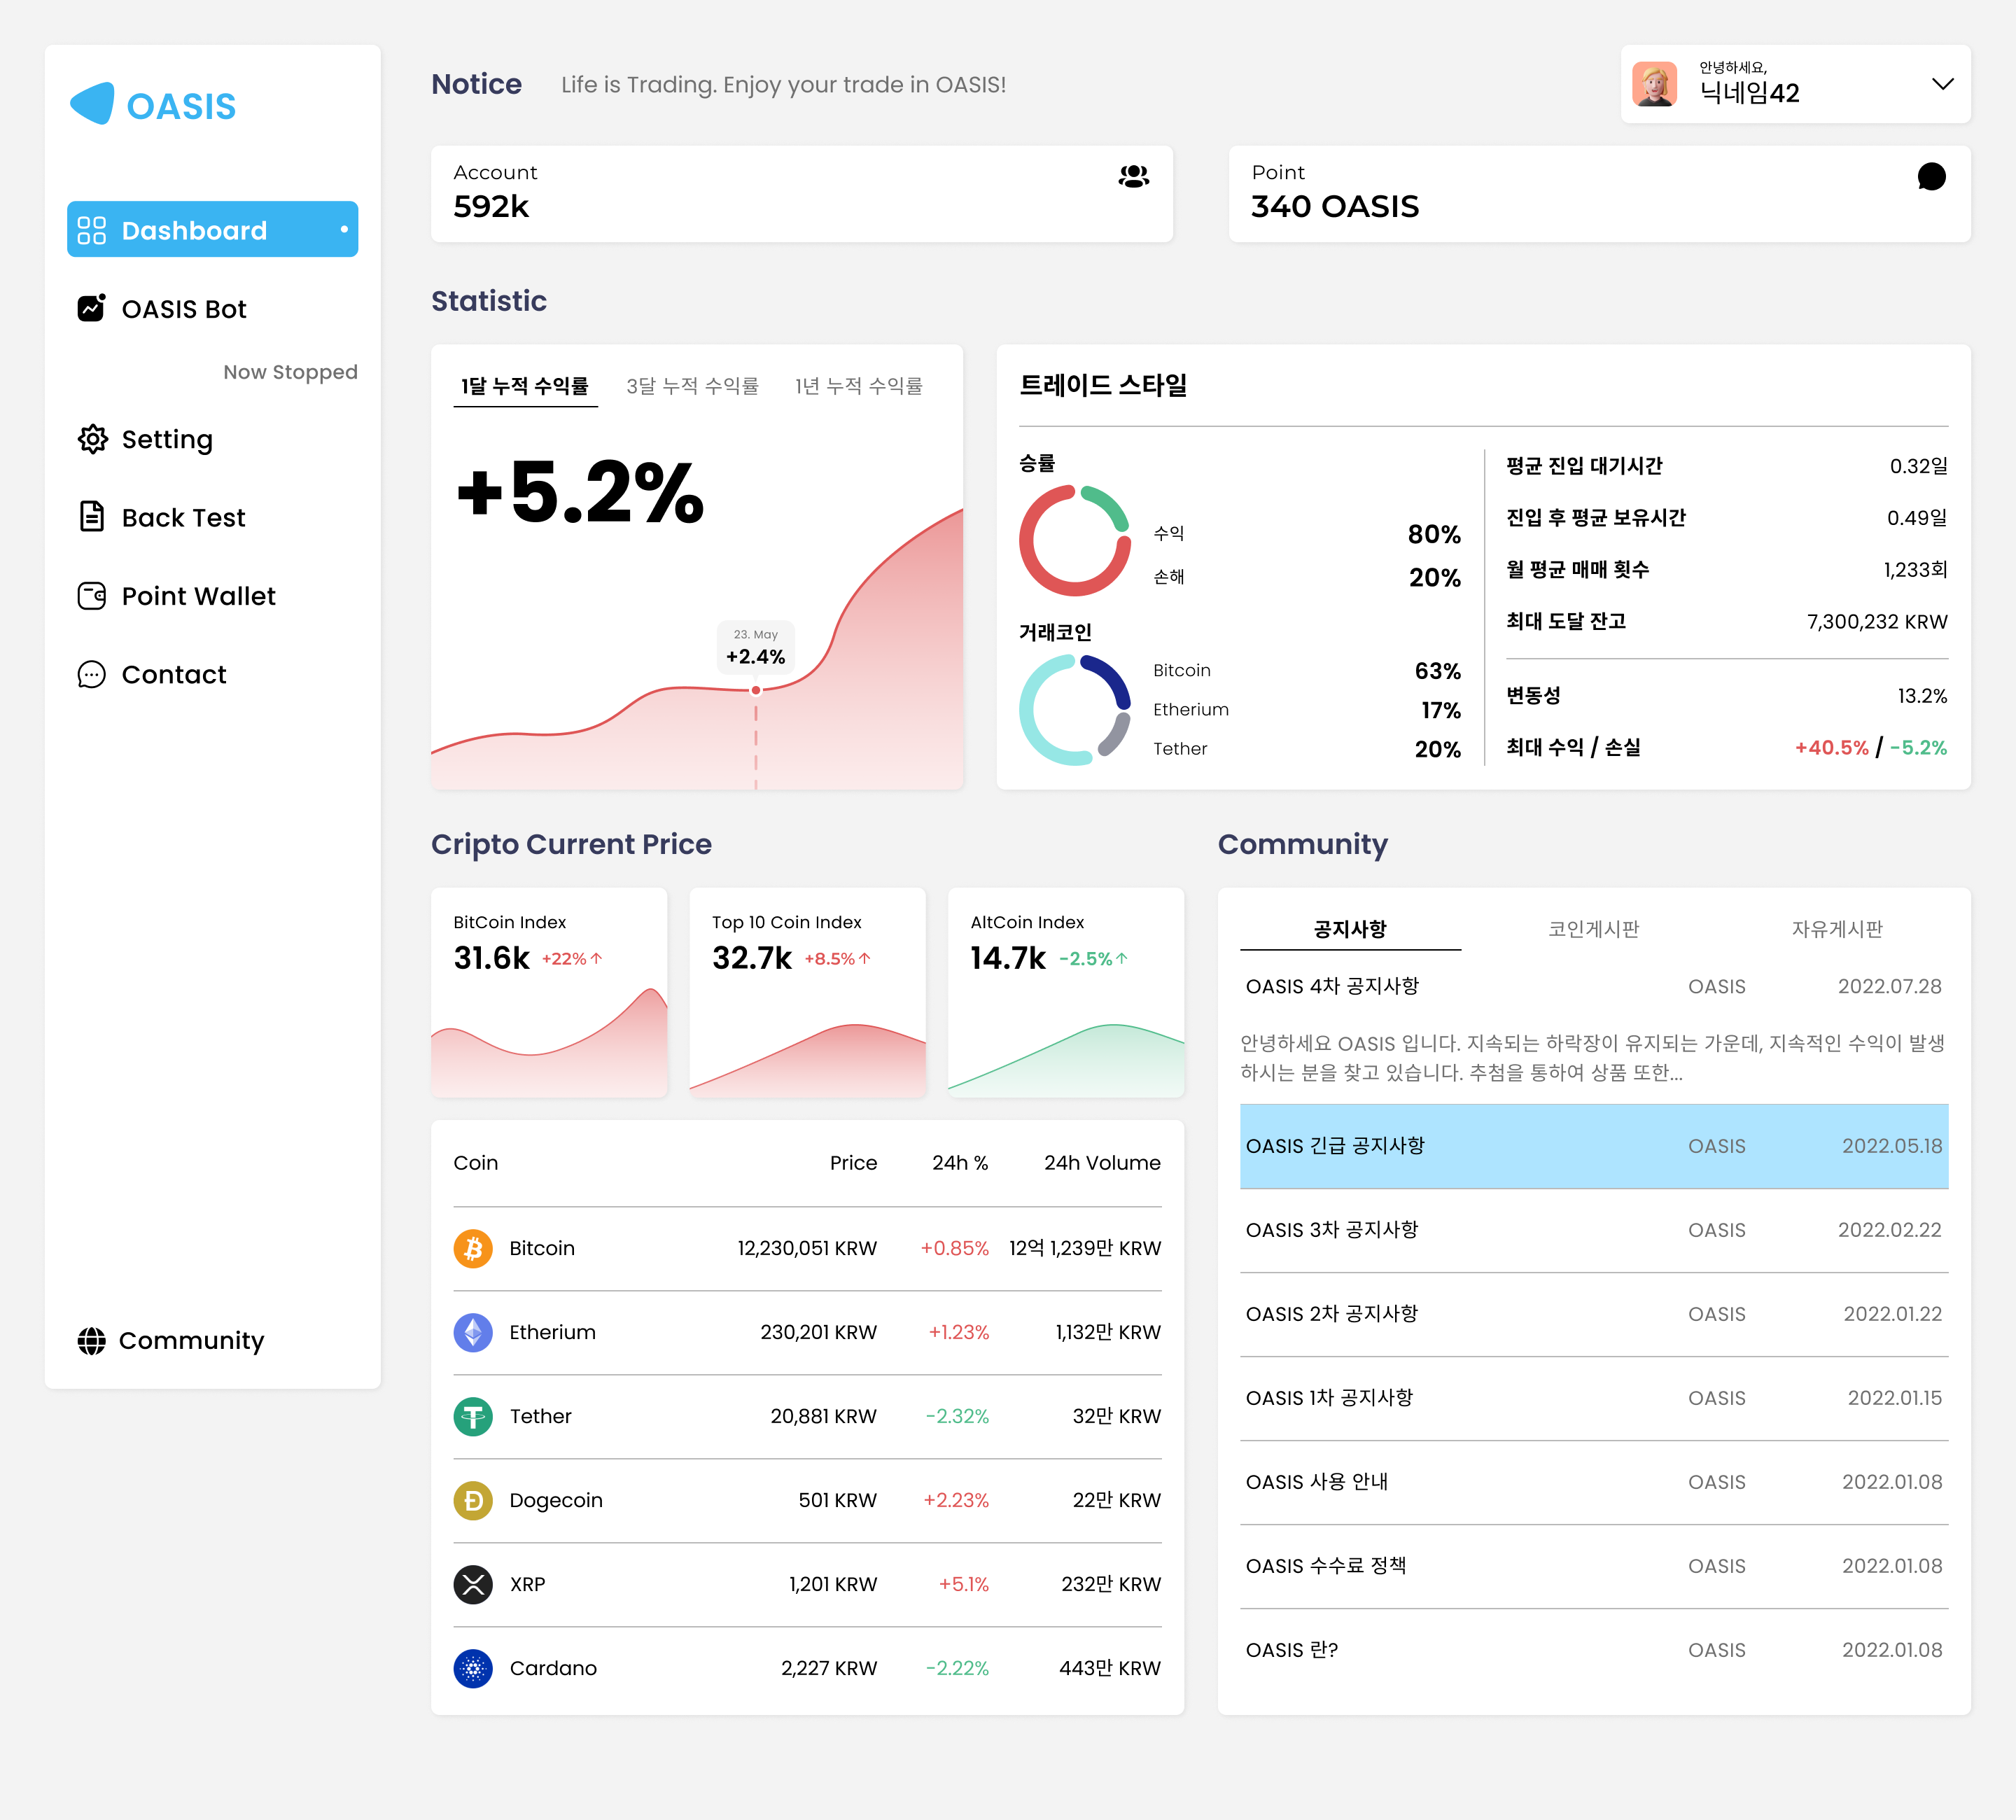 OASIS
Dashboard
OASIS Bot
Now Stopped
Setting
Back Test
Point Wallet
Contact
Community
Notice
Life is Trading. Enjoy your trade in OASIS!
안녕하세요,
닉네임42
Account
592k
Point
340 OASIS
Statistic
1달 누적 수익률
3달 누적 수익률
1년 누적 수익률
+5.2%
23. May
+2.4%
트레이드 스타일
승률
수익 80%
손해 20%
거래코인
Bitcoin 63%
Etherium 17%
Tether 20%
평균 진입 대기시간 0.32일
진입 후 평균 보유시간 0.49일
월 평균 매매 횟수 1,233회
최대 도달 잔고 7,300,232 KRW
변동성 13.2%
최대 수익 / 손실 +40.5% / -5.2%
Cripto Current Price
BitCoin Index
31.6k +22%↑
Top 10 Coin Index
32.7k +8.5%↑
AltCoin Index
14.7k -2.5%↑
Coin Price 24h % 24h Volume
Bitcoin 12,230,051 KRW +0.85% 12억 1,239만 KRW
Etherium 230,201 KRW +1.23% 1,132만 KRW
Tether 20,881 KRW -2.32% 32만 KRW
Dogecoin 501 KRW +2.23% 22만 KRW
XRP 1,201 KRW +5.1% 232만 KRW
Cardano 2,227 KRW -2.22% 443만 KRW
Community
공지사항
코인게시판
자유게시판
OASIS 4차 공지사항 OASIS 2022.07.28
안녕하세요 OASIS 입니다. 지속되는 하락장이 유지되는 가운데, 지속적인 수익이 발생
하시는 분을 찾고 있습니다. 추첨을 통하여 상품 또한...
OASIS 긴급 공지사항 OASIS 2022.05.18
OASIS 3차 공지사항 OASIS 2022.02.22
OASIS 2차 공지사항 OASIS 2022.01.22
OASIS 1차 공지사항 OASIS 2022.01.15
OASIS 사용 안내 OASIS 2022.01.08
OASIS 수수료 정책 OASIS 2022.01.08
OASIS 란? OASIS 2022.01.08